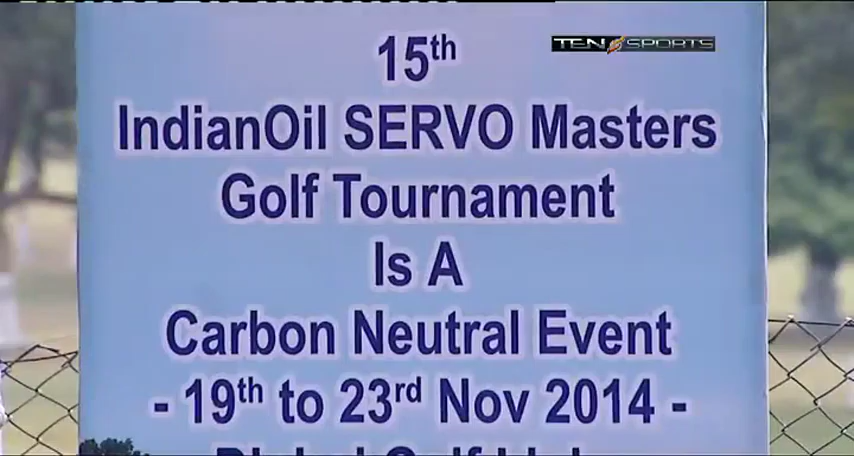 TEN SPORTS
15th
IndianOil SERVO Masters
Golf Tournament
Is A
Carbon Neutral Event
- 19th to 23rd Nov 2014 -